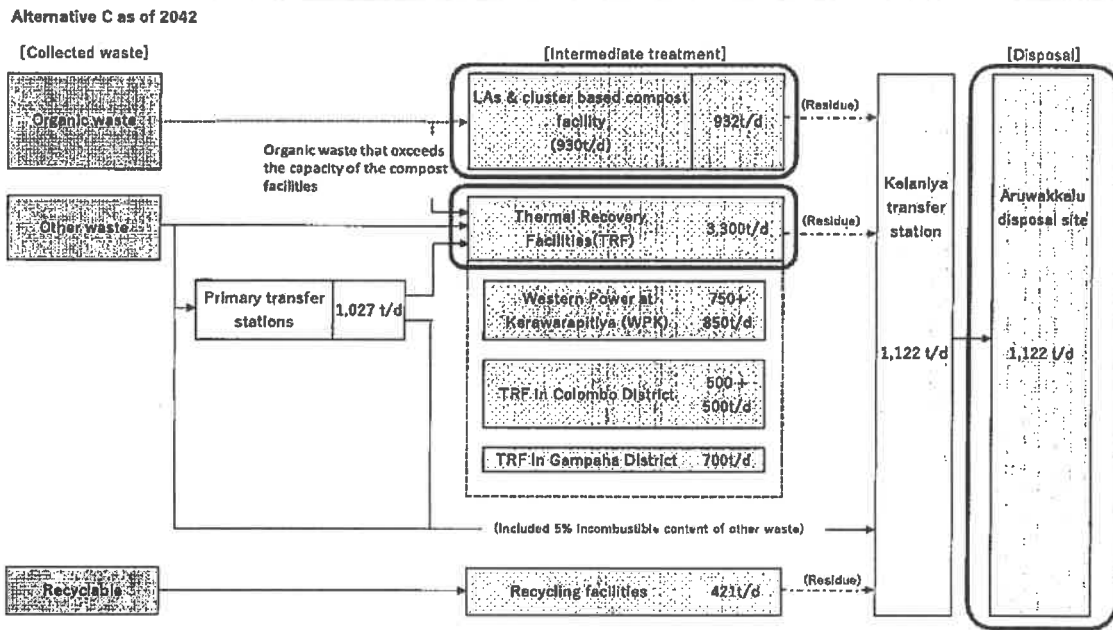 Alternative C as of 2042
[Collected waste]
[Intermediate treatment]
[Disposal]
Organic waste
LAs & cluster based compost
facility
(930t/d)
932t/d
(Residue)
Organic waste that exceeds
the capacity of the compost
facilities
Other waste
Thermal Recovery
Facilities(TRF)
3,300t/d
(Residue)
Kelaniya
transfer
station
1,122 t/d
Aruwakkalu
disposal site
1,122 t/d
Primary transfer
stations
1,027 t/d
Western Power at
Kerawarapitiya (WPK)
750+
850t/d
TRF in Colombo District
500+
500t/d
TRF in Gampaha District
700t/d
(Included 5% incombustible content of other waste)
Recyclable
Recycling facilities
421t/d
(Residue)